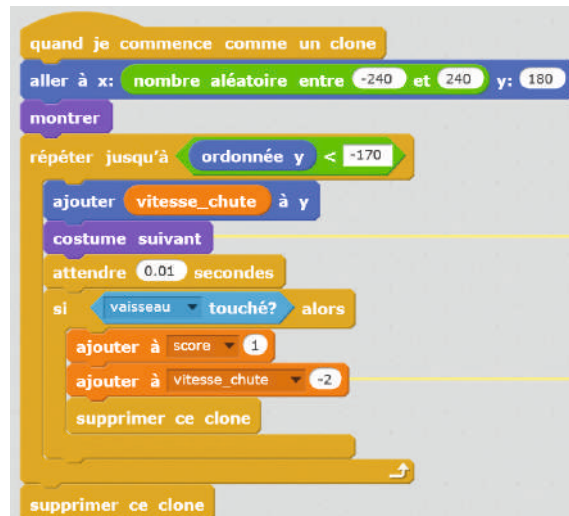 quand je commence comme un clone
aller à x: nombre aléatoire entre -240 et 240 y: 180
montrer
répéter jusqu'à ordonnée y < -170
ajouter vitesse_chute à y
costume suivant
attendre 0.01 secondes
si vaisseau touché? alors
ajouter à score 1
ajouter à vitesse_chute -2
supprimer ce clone
supprimer ce clone